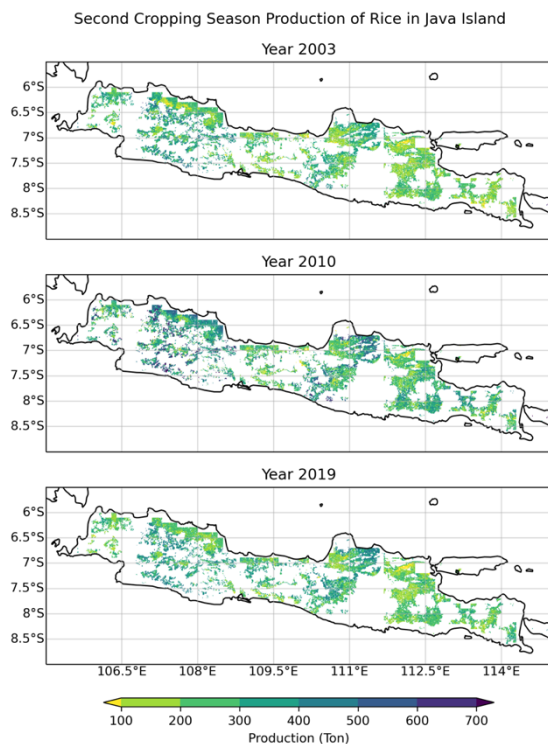 Second Cropping Season Production of Rice in Java Island
Year 2003
6°S
6.5°S
7°S
7.5°S
8°S
8.5°S
Year 2010
6°S
6.5°S
7°S
7.5°S
8°S
8.5°S
Year 2019
6°S
6.5°S
7°S
7.5°S
8°S
8.5°S
106.5°E 108°E 109.5°E 111°E 112.5°E 114°E
100 200 300 400 500 600 700
Production (Ton)